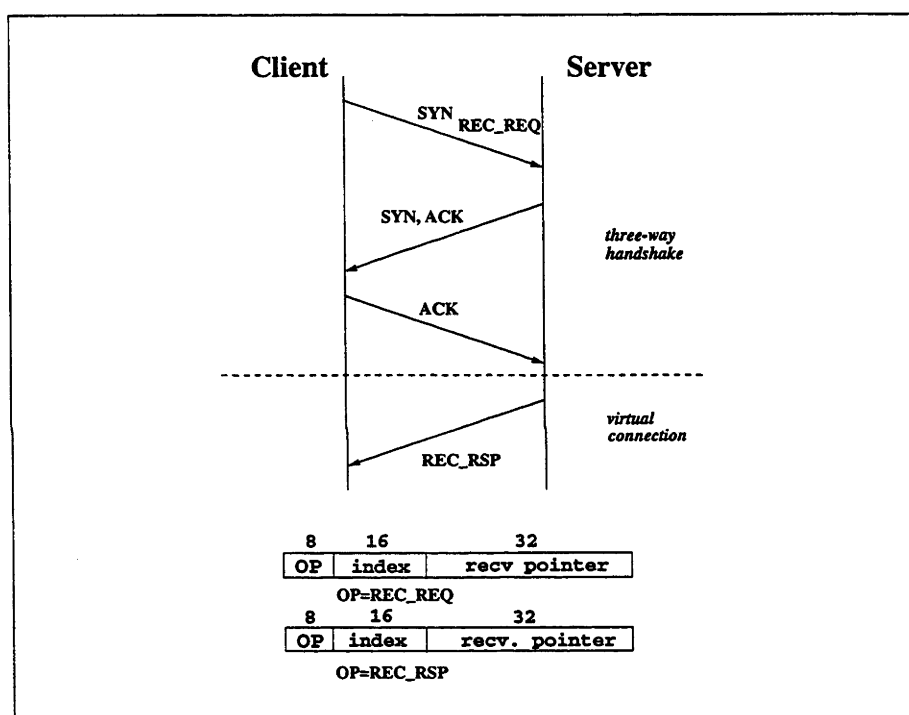 Client Server
SYN
REC_REQ
SYN, ACK
three-way
handshake
ACK
virtual
connection
REC_RSP
8 16 32
OP index recv pointer
OP=REC_REQ
8 16 32
OP index recv. pointer
OP=REC_RSP